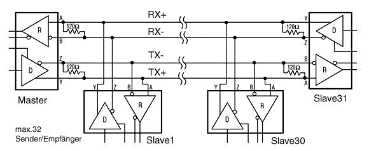 A RX+ Y
R 120Ω 120Ω D
B RX- Z
Y TX- B
D 120Ω 120Ω R
Z TX+ A
Master Slave31
Y Z B A Y Z B A
D R D R
max.32
Sender/Empfänger
Slave1 Slave30